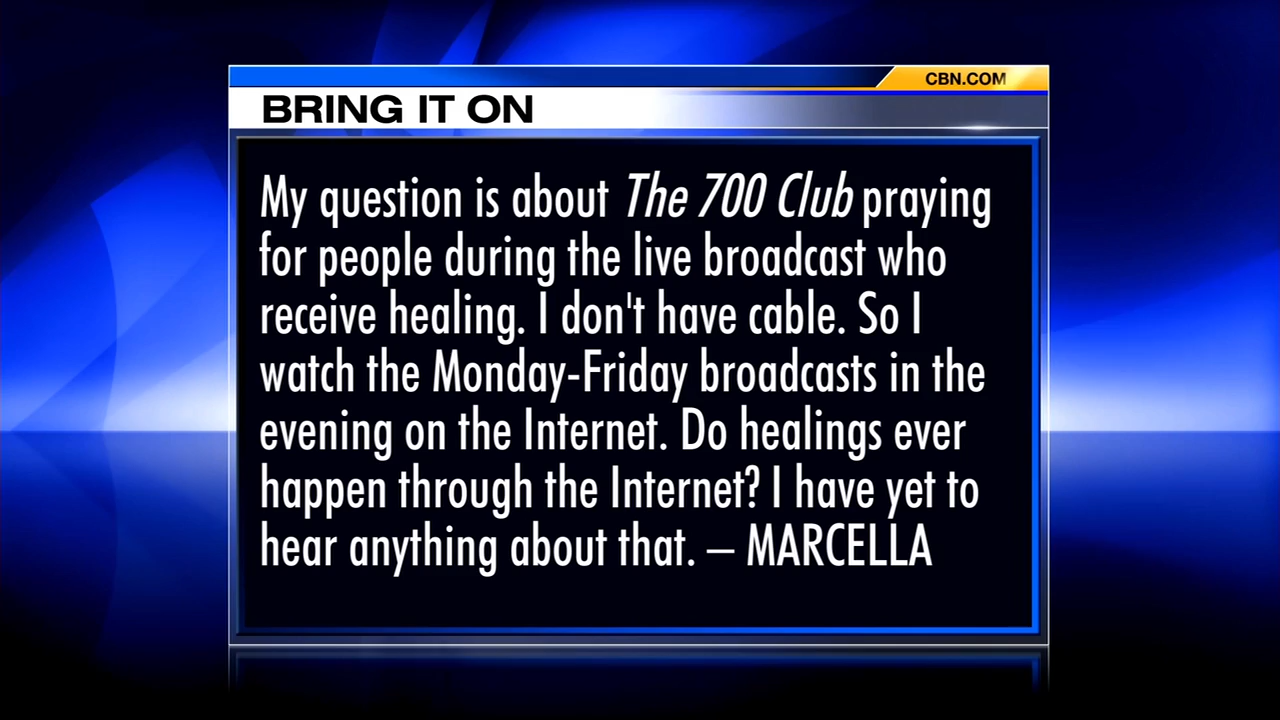 CBN.COM
BRING IT ON
My question is about The 700 Club praying
for people during the live broadcast who
receive healing. I don't have cable. So I
watch the Monday-Friday broadcasts in the
evening on the Internet. Do healings ever
happen through the Internet? I have yet to
hear anything about that. – MARCELLA